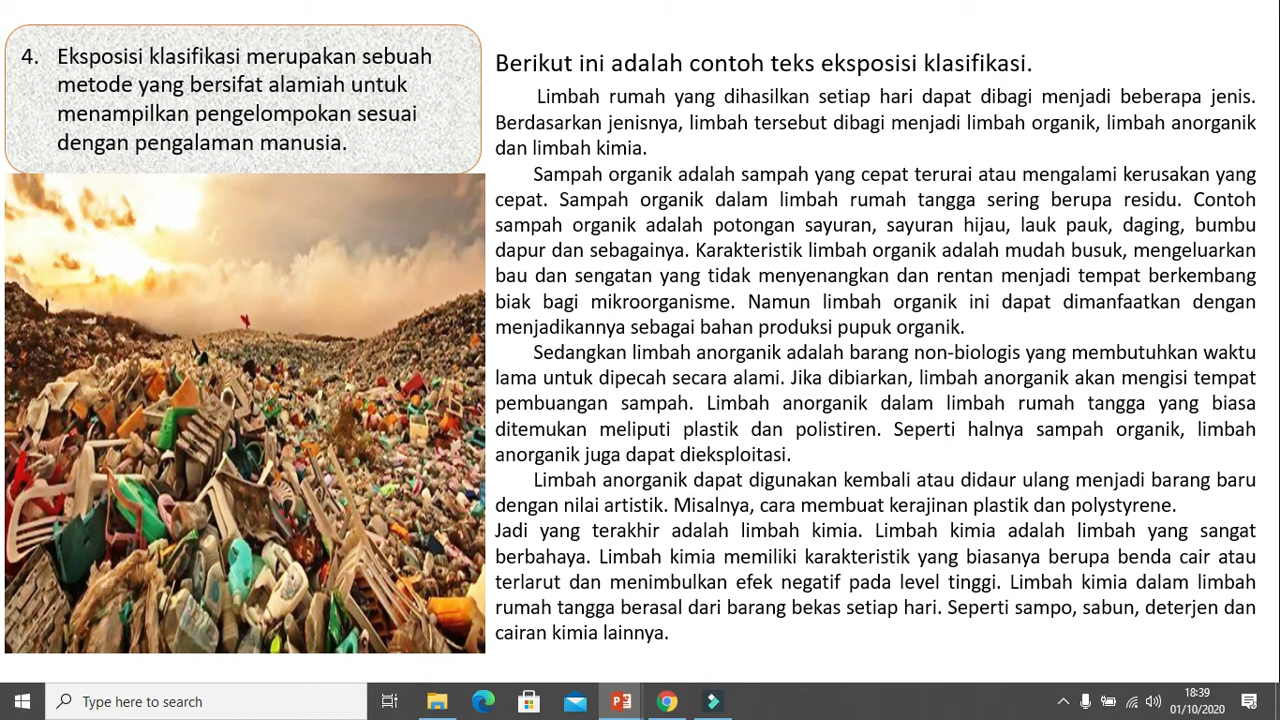 4. Eksposisi klasifikasi merupakan sebuah
metode yang bersifat alamiah untuk
menampilkan pengelompokan sesuai
dengan pengalaman manusia.
Berikut ini adalah contoh teks eksposisi klasifikasi.
Limbah rumah yang dihasilkan setiap hari dapat dibagi menjadi beberapa jenis.
Berdasarkan jenisnya, limbah tersebut dibagi menjadi limbah organik, limbah anorganik
dan limbah kimia.
Sampah organik adalah sampah yang cepat terurai atau mengalami kerusakan yang
cepat. Sampah organik dalam limbah rumah tangga sering berupa residu. Contoh
sampah organik adalah potongan sayuran, sayuran hijau, lauk pauk, daging, bumbu
dapur dan sebagainya. Karakteristik limbah organik adalah mudah busuk, mengeluarkan
bau dan sengatan yang tidak menyenangkan dan rentan menjadi tempat berkembang
biak bagi mikroorganisme. Namun limbah organik ini dapat dimanfaatkan dengan
menjadikannya sebagai bahan produksi pupuk organik.
Sedangkan limbah anorganik adalah barang non-biologis yang membutuhkan waktu
lama untuk dipecah secara alami. Jika dibiarkan, limbah anorganik akan mengisi tempat
pembuangan sampah. Limbah anorganik dalam limbah rumah tangga yang biasa
ditemukan meliputi plastik dan polistiren. Seperti halnya sampah organik, limbah
anorganik juga dapat dieksploitasi.
Limbah anorganik dapat digunakan kembali atau didaur ulang menjadi barang baru
dengan nilai artistik. Misalnya, cara membuat kerajinan plastik dan polystyrene.
Jadi yang terakhir adalah limbah kimia. Limbah kimia adalah limbah yang sangat
berbahaya. Limbah kimia memiliki karakteristik yang biasanya berupa benda cair atau
terlarut dan menimbulkan efek negatif pada level tinggi. Limbah kimia dalam limbah
rumah tangga berasal dari barang bekas setiap hari. Seperti sampo, sabun, deterjen dan
cairan kimia lainnya.
Type here to search
18:39
01/10/2020